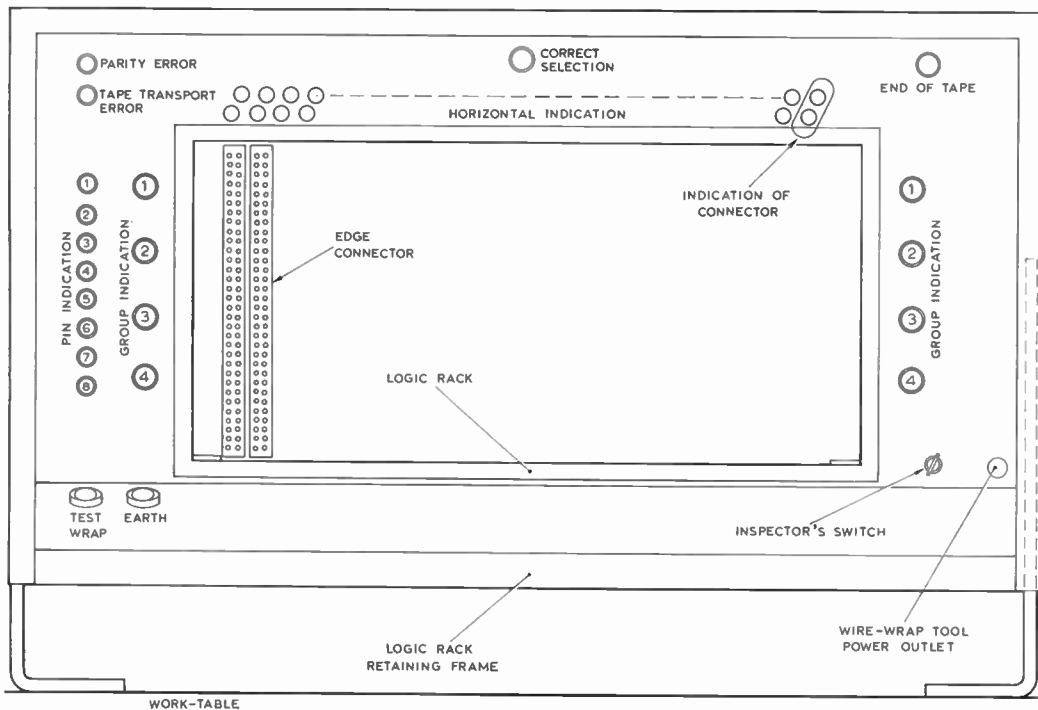 PARITY ERROR
TAPE TRANSPORT
ERROR
CORRECT
SELECTION
END OF TAPE
HORIZONTAL INDICATION
INDICATION OF
CONNECTOR
PIN INDICATION
1
2
3
4
5
6
7
8
GROUP INDICATION
1
2
3
4
EDGE
CONNECTOR
LOGIC RACK
1
2
3
4
GROUP INDICATION
TEST
WRAP
EARTH
INSPECTOR'S SWITCH
LOGIC RACK
RETAINING FRAME
WIRE-WRAP TOOL
POWER OUTLET
WORK-TABLE